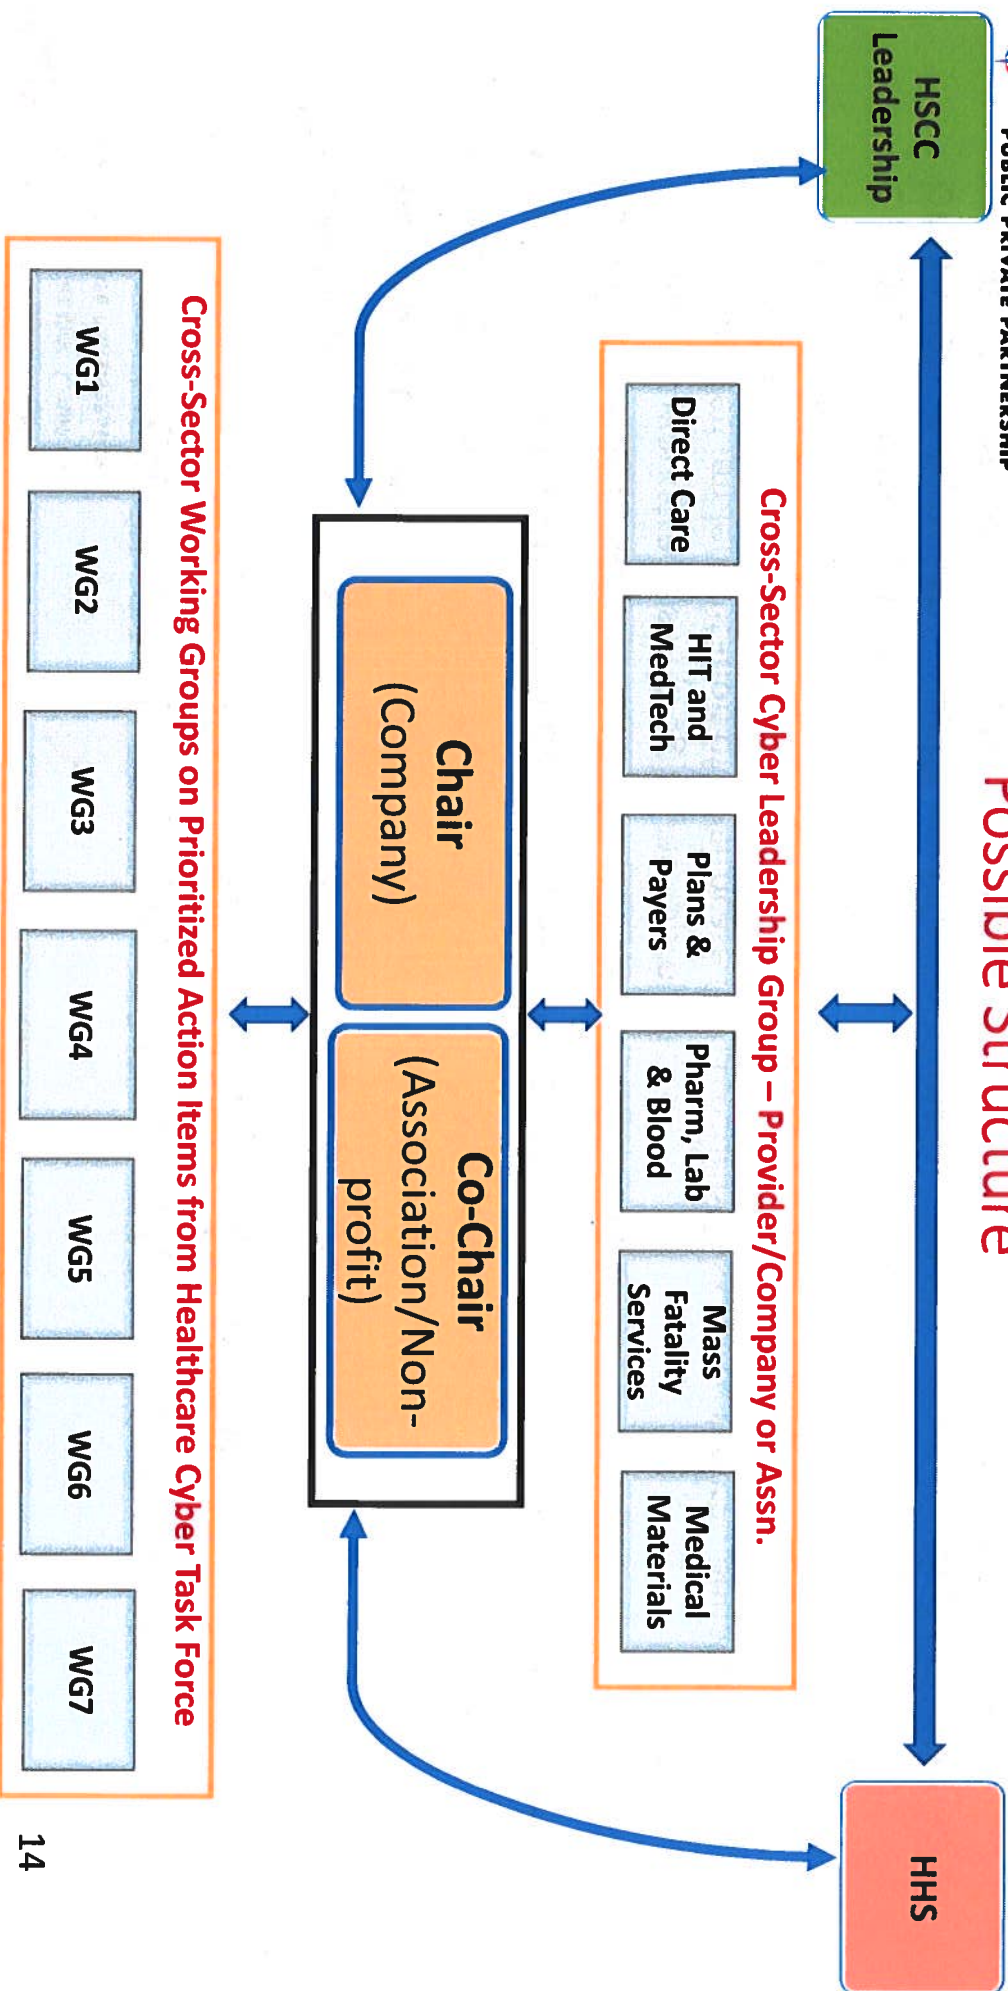 PUBLIC PRIVATE PARTNERSHIP
Possible Structure
HSCC
Leadership
HHS
Cross-Sector Cyber Leadership Group – Provider/Company or Assn.
Direct Care
HIT and
MedTech
Plans &
Payers
Pharm, Lab
& Blood
Mass
Fatality
Services
Medical
Materials
Chair
(Company)
Co-Chair
(Association/Non-
profit)
Cross-Sector Working Groups on Prioritized Action Items from Healthcare Cyber Task Force
WG1
WG2
WG3
WG4
WG5
WG6
WG7
14